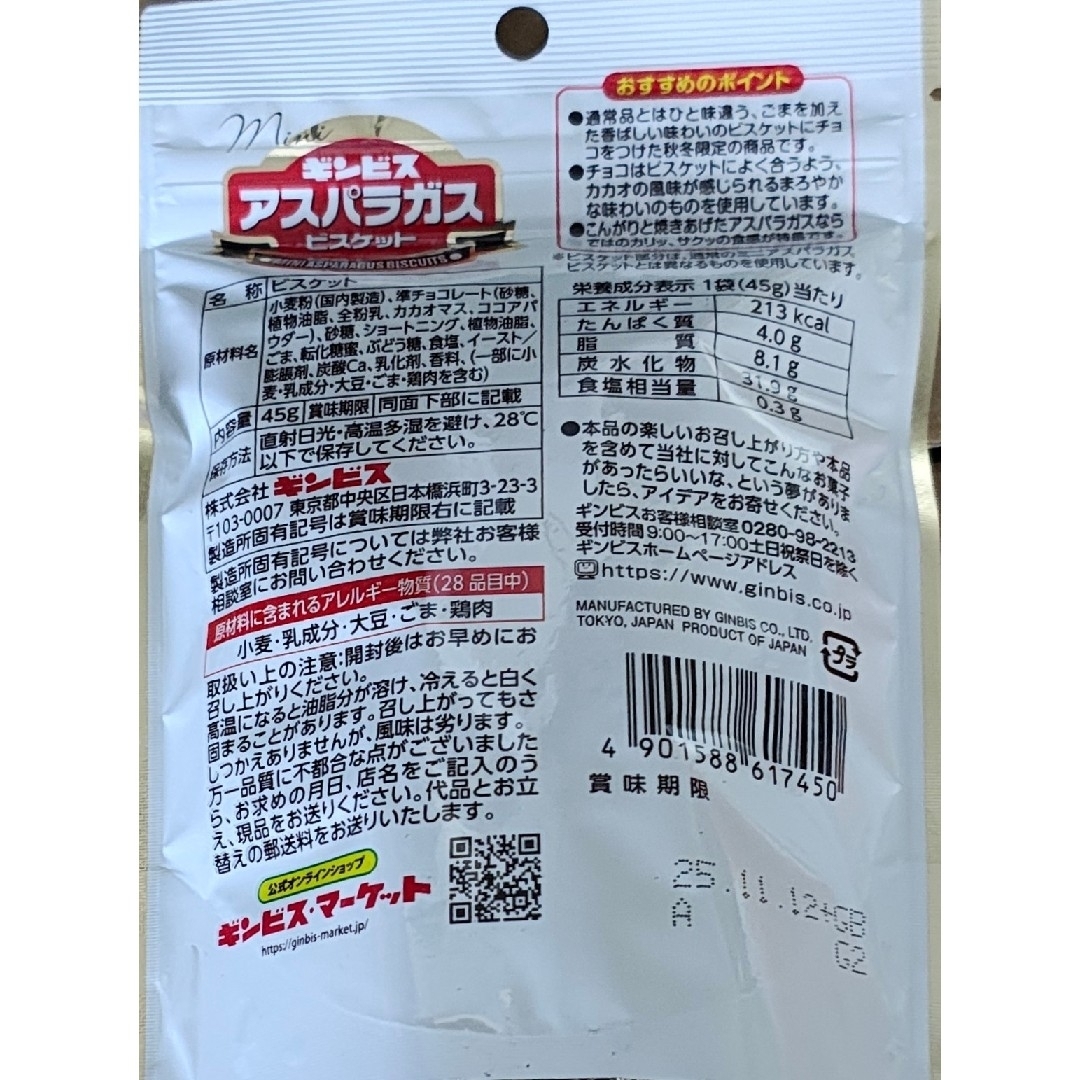 Mini
ギンビス
アスパラガス
ビスケット
MINI ASPARAGUS BISCUITS
おすすめのポイント
●通常品とはひと味違う、ごまを加え
た香ばしい味わいのビスケットにチョ
コをつけた秋冬限定の商品です。
●チョコはビスケットによく合うよう、
カカオの風味が感じられるまろやか
な味わいのものを使用しています。
●こんがりと焼きあげたアスパラガスなら
ではのカリッ、サクッの食感が特長です。
※ビスケット部分は、通常のミニアスパラガス
ビスケットとは異なるものを使用しています。
名称 ビスケット
原材料名
小麦粉(国内製造)、準チョコレート(砂糖、
植物油脂、全粉乳、カカオマス、ココアパ
ウダー)、砂糖、ショートニング、植物油脂、
ごま、転化糖蜜、ぶどう糖、食塩、イースト/
膨脹剤、炭酸Ca、乳化剤、香料、(一部に小
麦・乳成分・大豆・ごま・鶏肉を含む)
内容量 45g 賞味期限 同面下部に記載
保存方法
直射日光・高温多湿を避け、28℃
以下で保存してください。
株式会社 ギンビス
〒103-0007 東京都中央区日本橋浜町3-23-3
製造所固有記号は賞味期限右に記載
製造所固有記号については弊社お客様
相談室にお問い合わせください。
原材料に含まれるアレルギー物質(28品目中)
小麦・乳成分・大豆・ごま・鶏肉
取扱い上の注意:開封後はお早めにお
召し上がりください。
高温になると油脂分が溶け、冷えると白く
固まることがあります。召し上がってもさ
しつかえありませんが、風味は劣ります。
万一品質に不都合な点がございました
ら、お求めの月日、店名をご記入のう
え、現品をお送りください。代品とお立
替えの郵送料をお送りいたします。
公式オンラインショップ
ギンビス・マーケット
https://ginbis-market.jp/
栄養成分表示 1袋(45g)当たり
エネルギー 213 kcal
たんぱく質 4.0g
脂質 8.1g
炭水化物 31.9g
食塩相当量 0.3g
●本品の楽しいお召し上がり方や本品
を含めて当社に対してこんなお菓子
があったらいいな、という夢がありま
したら、アイデアをお寄せください。
ギンビスお客様相談室 0280-98-2213
受付時間 9:00~17:00土日祝祭日を除く
ギンビスホームページアドレス
https://www.ginbis.co.jp
MANUFACTURED BY GINBIS CO., LTD.
TOKYO, JAPAN PRODUCT OF JAPAN
プラ
4 901588 617450
賞味期限
25.11.12+GB
A G2